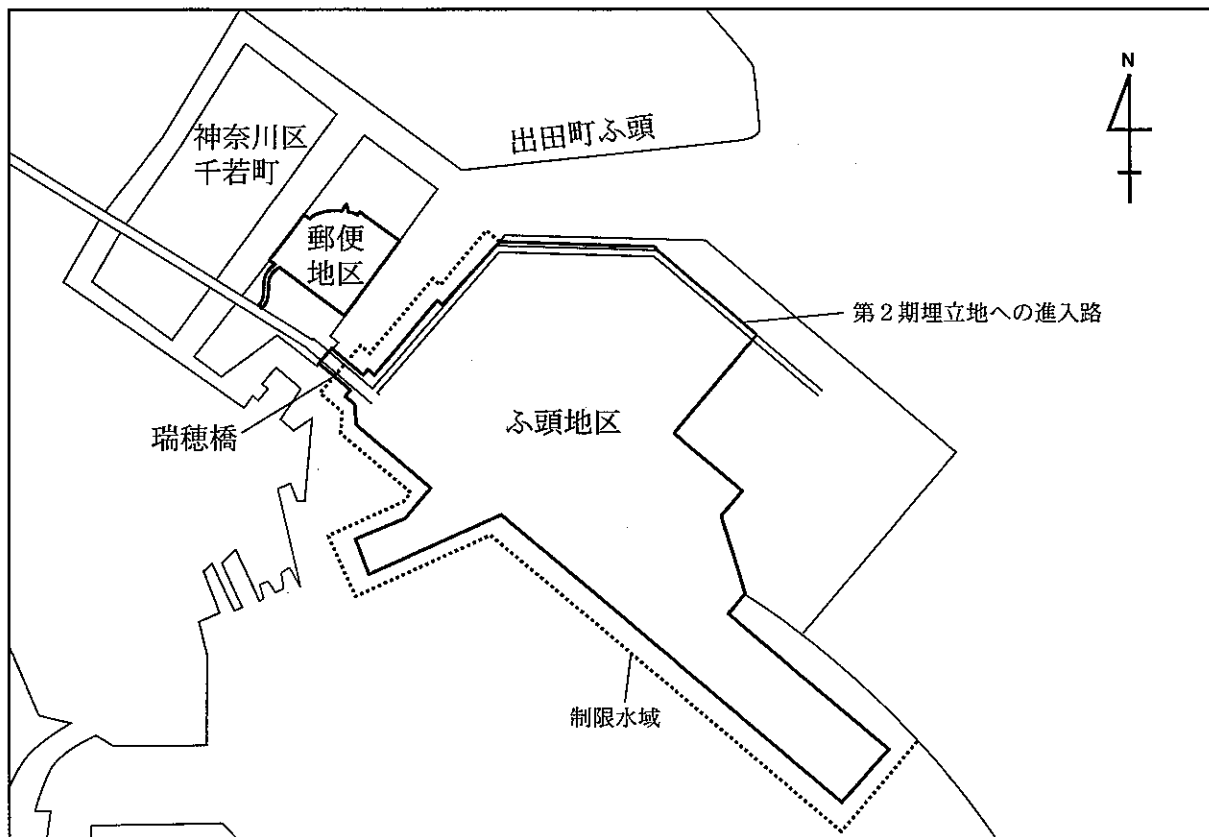 N
出田町ふ頭
神奈川区
千若町
郵便
地区
第2期埋立地への進入路
ふ頭地区
瑞穂橋
制限水域